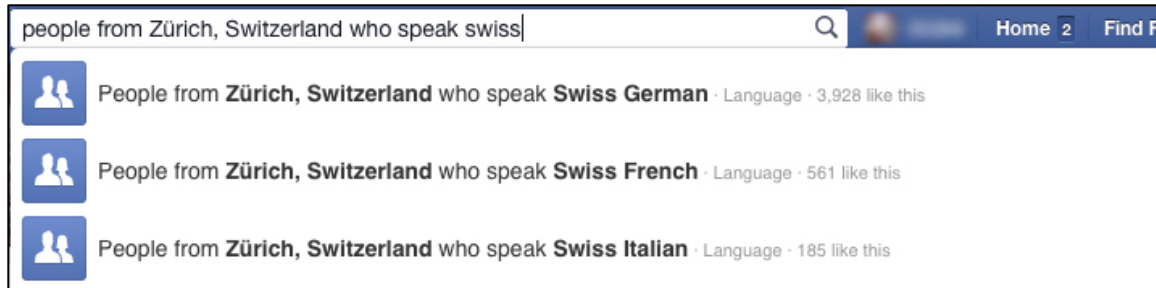 people from Zürich, Switzerland who speak swiss Home 2 Find F
People from Zürich, Switzerland who speak Swiss German · Language · 3,928 like this
People from Zürich, Switzerland who speak Swiss French · Language · 561 like this
People from Zürich, Switzerland who speak Swiss Italian · Language · 185 like this